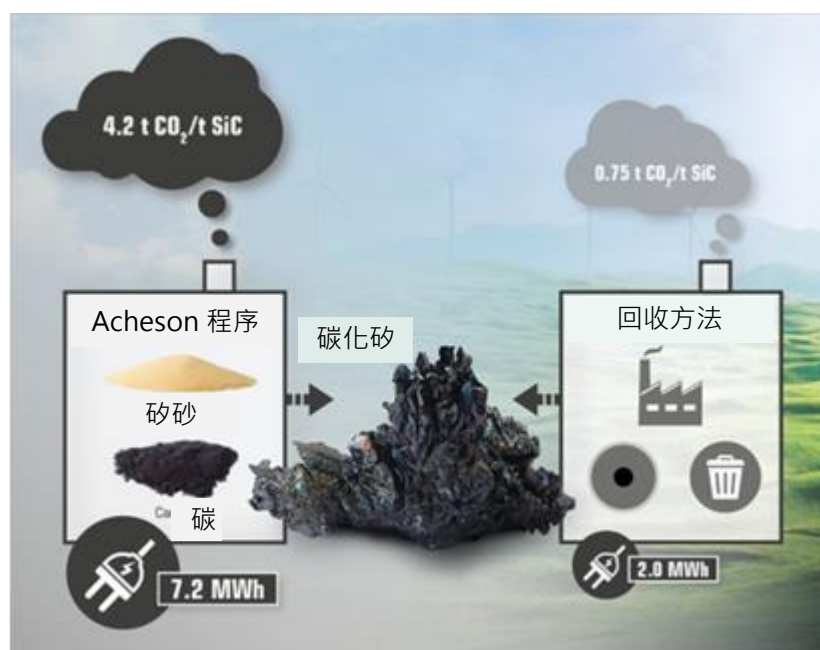 4.2 t CO₂/t SiC
0.75 t CO₂/t SiC
Acheson 程序
碳化矽
回收方法
矽砂
碳
7.2 MWh
2.0 MWh